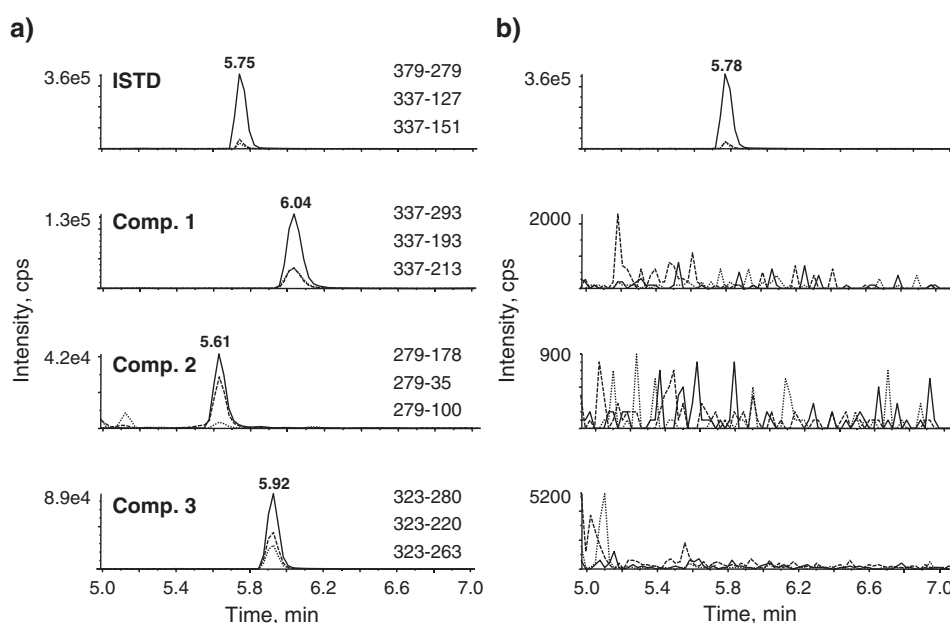 a)
b)
5.75
3.6e5
ISTD
379-279
337-127
337-151
5.78
3.6e5
6.04
1.3e5
Comp. 1
337-293
337-193
337-213
2000
5.61
4.2e4
Comp. 2
279-178
279-35
279-100
900
5.92
8.9e4
Comp. 3
323-280
323-220
323-263
5200
Intensity, cps
Intensity, cps
5.0 5.4 5.8 6.2 6.6 7.0
Time, min
5.0 5.4 5.8 6.2 6.6 7.0
Time, min